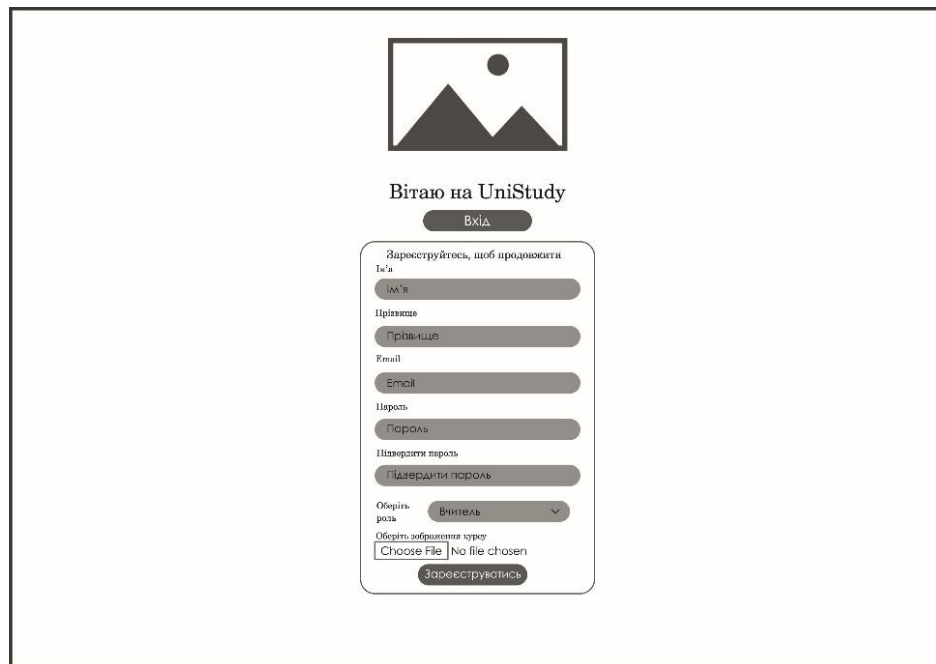 Вітаю на UniStudy
Вхід
Зареєструйтесь, щоб продовжити
Ім'я
Ім'я
Прізвище
Прізвище
Email
Email
Пароль
Пароль
Підвердити пароль
Підвердити пароль
Оберіть
роль
Вчитель
Оберіть зображення курсу
Choose File No file chosen
Зареєструватись